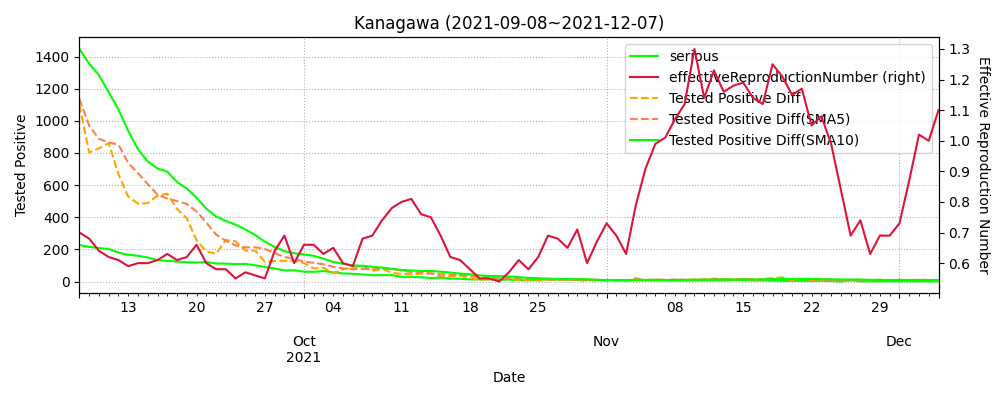 Kanagawa (2021-09-08~2021-12-07)
serious
effectiveReproductionNumber (right)
Tested Positive Diff
Tested Positive Diff(SMA5)
Tested Positive Diff(SMA10)
Tested Positive
1400
1200
1000
800
600
400
200
0
Effective Reproduction Number
1.3
1.2
1.1
1.0
0.9
0.8
0.7
0.6
13 20 27 04 11 18 25 08 15 22 29
Oct Nov Dec
2021
Date